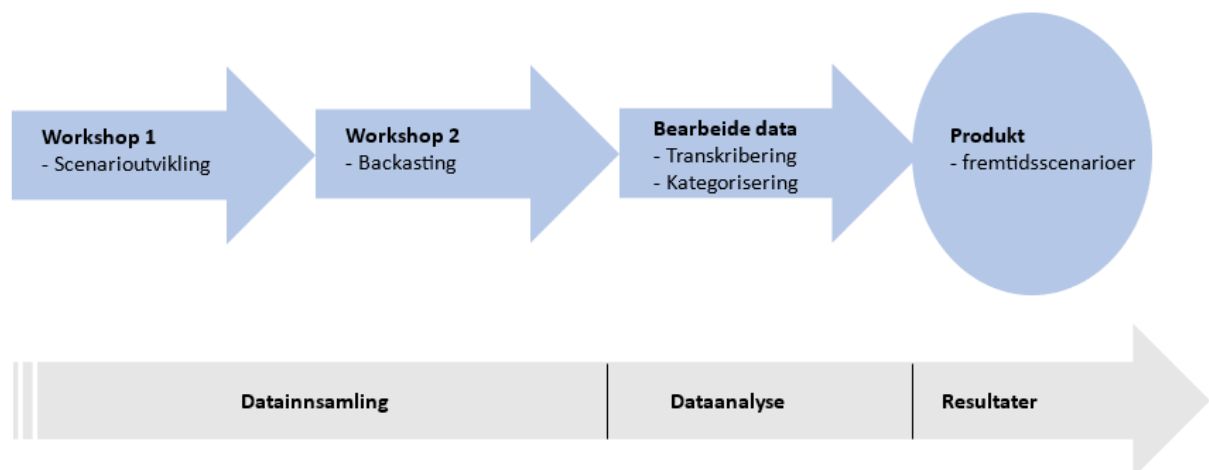 Workshop 1
- Scenarioutvikling
Workshop 2
- Backasting
Bearbeide data
- Transkribering
- Kategorisering
Produkt
- fremtidsscenarioer
Datainnsamling
Dataanalyse
Resultater